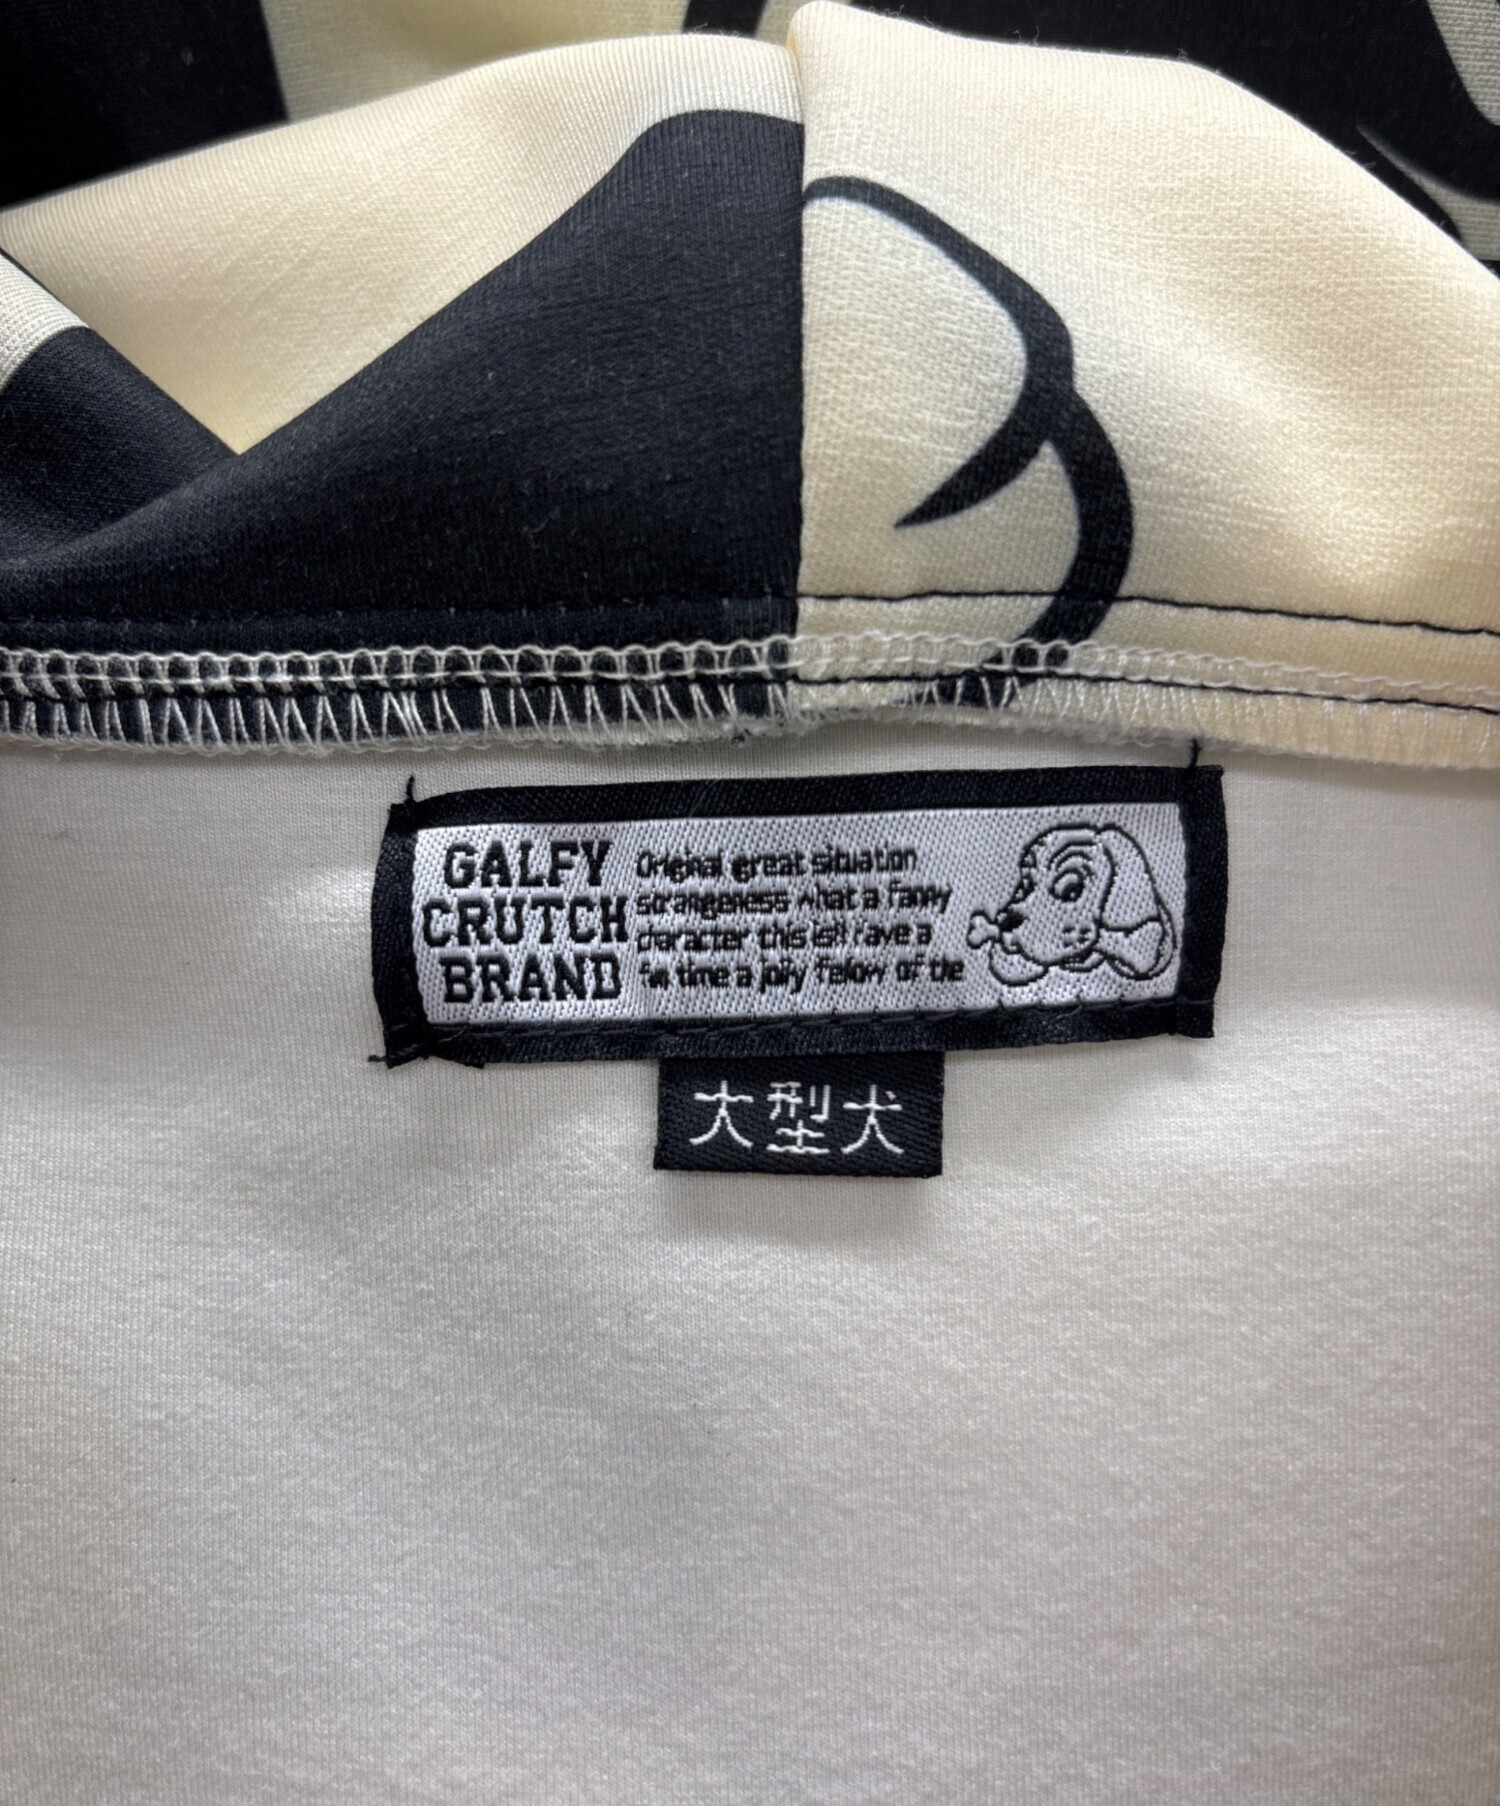 GALFY
CRUTCH
BRAND
Original great situation
strangeness what a fanny
character this is!! have a
fun time a jolly fellow of the
大型犬